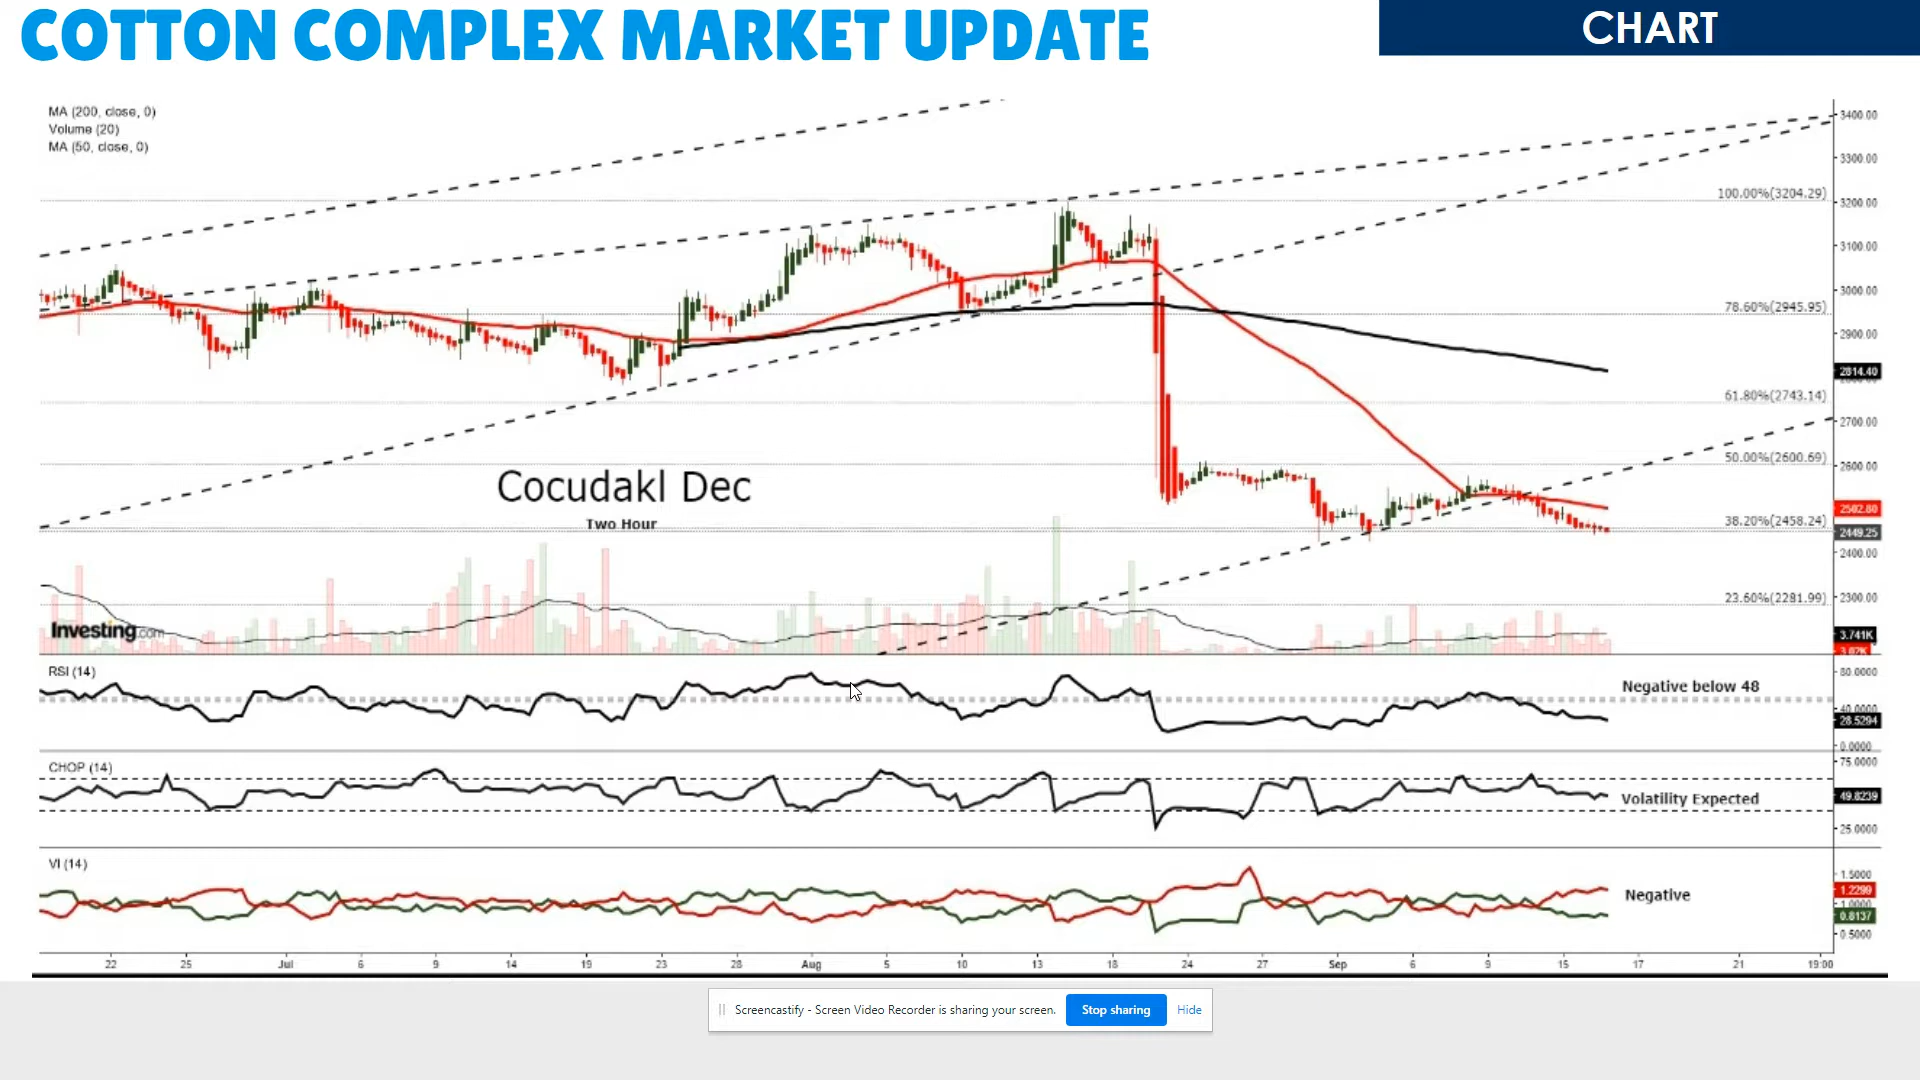 COTTON COMPLEX MARKET UPDATE
CHART
MA (200, close, 0)
Volume (20)
MA (50, close, 0)
3400.00
3300.00
100.00%(3204.29)
3200.00
3100.00
3000.00
78.60%(2945.95)
2900.00
2814.40
61.80%(2743.14)
2700.00
50.00%(2600.59)
2600.00
Cocudakl Dec
Two Hour
2502.80
38.20%(2458.24)
2449.25
2400.00
23.60%(2281.99)
2300.00
Investing.com
3.741K
RSI (14)
80.0000
Negative below 48
40.0000
28.5294
0.0000
CHOP (14)
75.0000
49.8239
Volatility Expected
25.0000
VI (14)
1.5000
1.2299
Negative
1.0000
0.8137
0.5000
22 25 Jul 6 9 14 19 23 28 Aug 5 10 13 18 24 27 Sep 6 9 15 17 21 19:00
Screencastify - Screen Video Recorder is sharing your screen. Stop sharing Hide